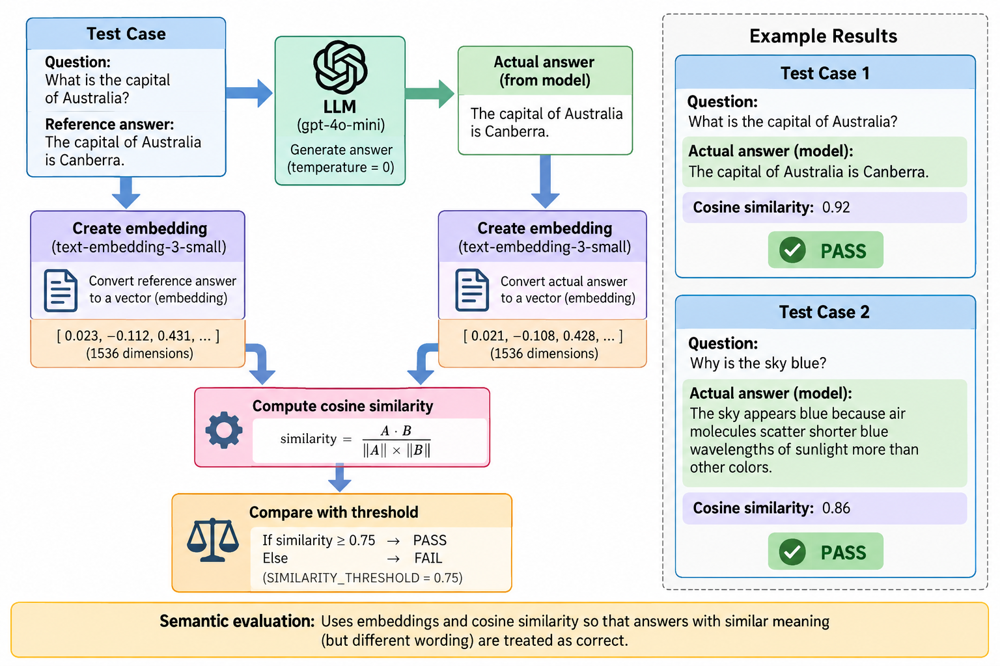 Test Case
Question:
What is the capital
of Australia?
Reference answer:
The capital of Australia
is Canberra.
LLM
(gpt-4o-mini)
Generate answer
(temperature = 0)
Actual answer
(from model)
The capital of Australia
is Canberra.
Create embedding
(text-embedding-3-small)
Convert reference answer
to a vector (embedding)
[ 0.023, −0.112, 0.431, ... ]
(1536 dimensions)
Create embedding
(text-embedding-3-small)
Convert actual answer
to a vector (embedding)
[ 0.021, −0.108, 0.428, ... ]
(1536 dimensions)
Compute cosine similarity
similarity = A · B / ||A|| × ||B||
Compare with threshold
If similarity ≥ 0.75 → PASS
Else → FAIL
(SIMILARITY_THRESHOLD = 0.75)
Example Results
Test Case 1
Question:
What is the capital of Australia?
Actual answer (model):
The capital of Australia is Canberra.
Cosine similarity: 0.92
PASS
Test Case 2
Question:
Why is the sky blue?
Actual answer (model):
The sky appears blue because air
molecules scatter shorter blue
wavelengths of sunlight more than
other colors.
Cosine similarity: 0.86
PASS
Semantic evaluation: Uses embeddings and cosine similarity so that answers with similar meaning
(but different wording) are treated as correct.